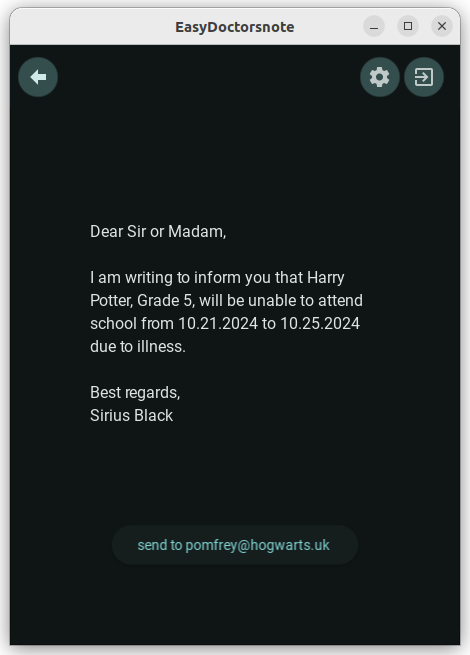 EasyDoctorsnote
Dear Sir or Madam,
I am writing to inform you that Harry
Potter, Grade 5, will be unable to attend
school from 10.21.2024 to 10.25.2024
due to illness.
Best regards,
Sirius Black
send to pomfrey@hogwarts.uk